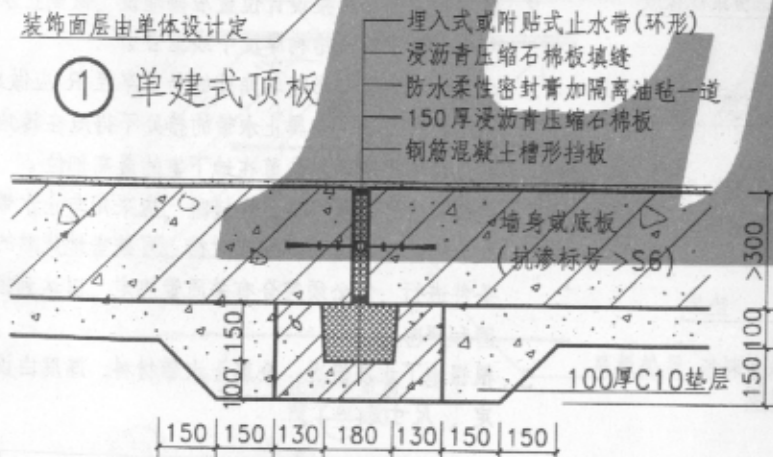 装饰面层由单体设计定
① 单建式顶板
埋入式或附贴式止水带(环形)
浸沥青压缩石棉板填缝
防水柔性密封膏加隔离油毡一道
150厚浸沥青压缩石棉板
钢筋混凝土槽形挡板
墙身或底板
(抗渗标号>S6)
>300
100
150
150
100
100厚C10垫层
150 150 130 180 130 150 150